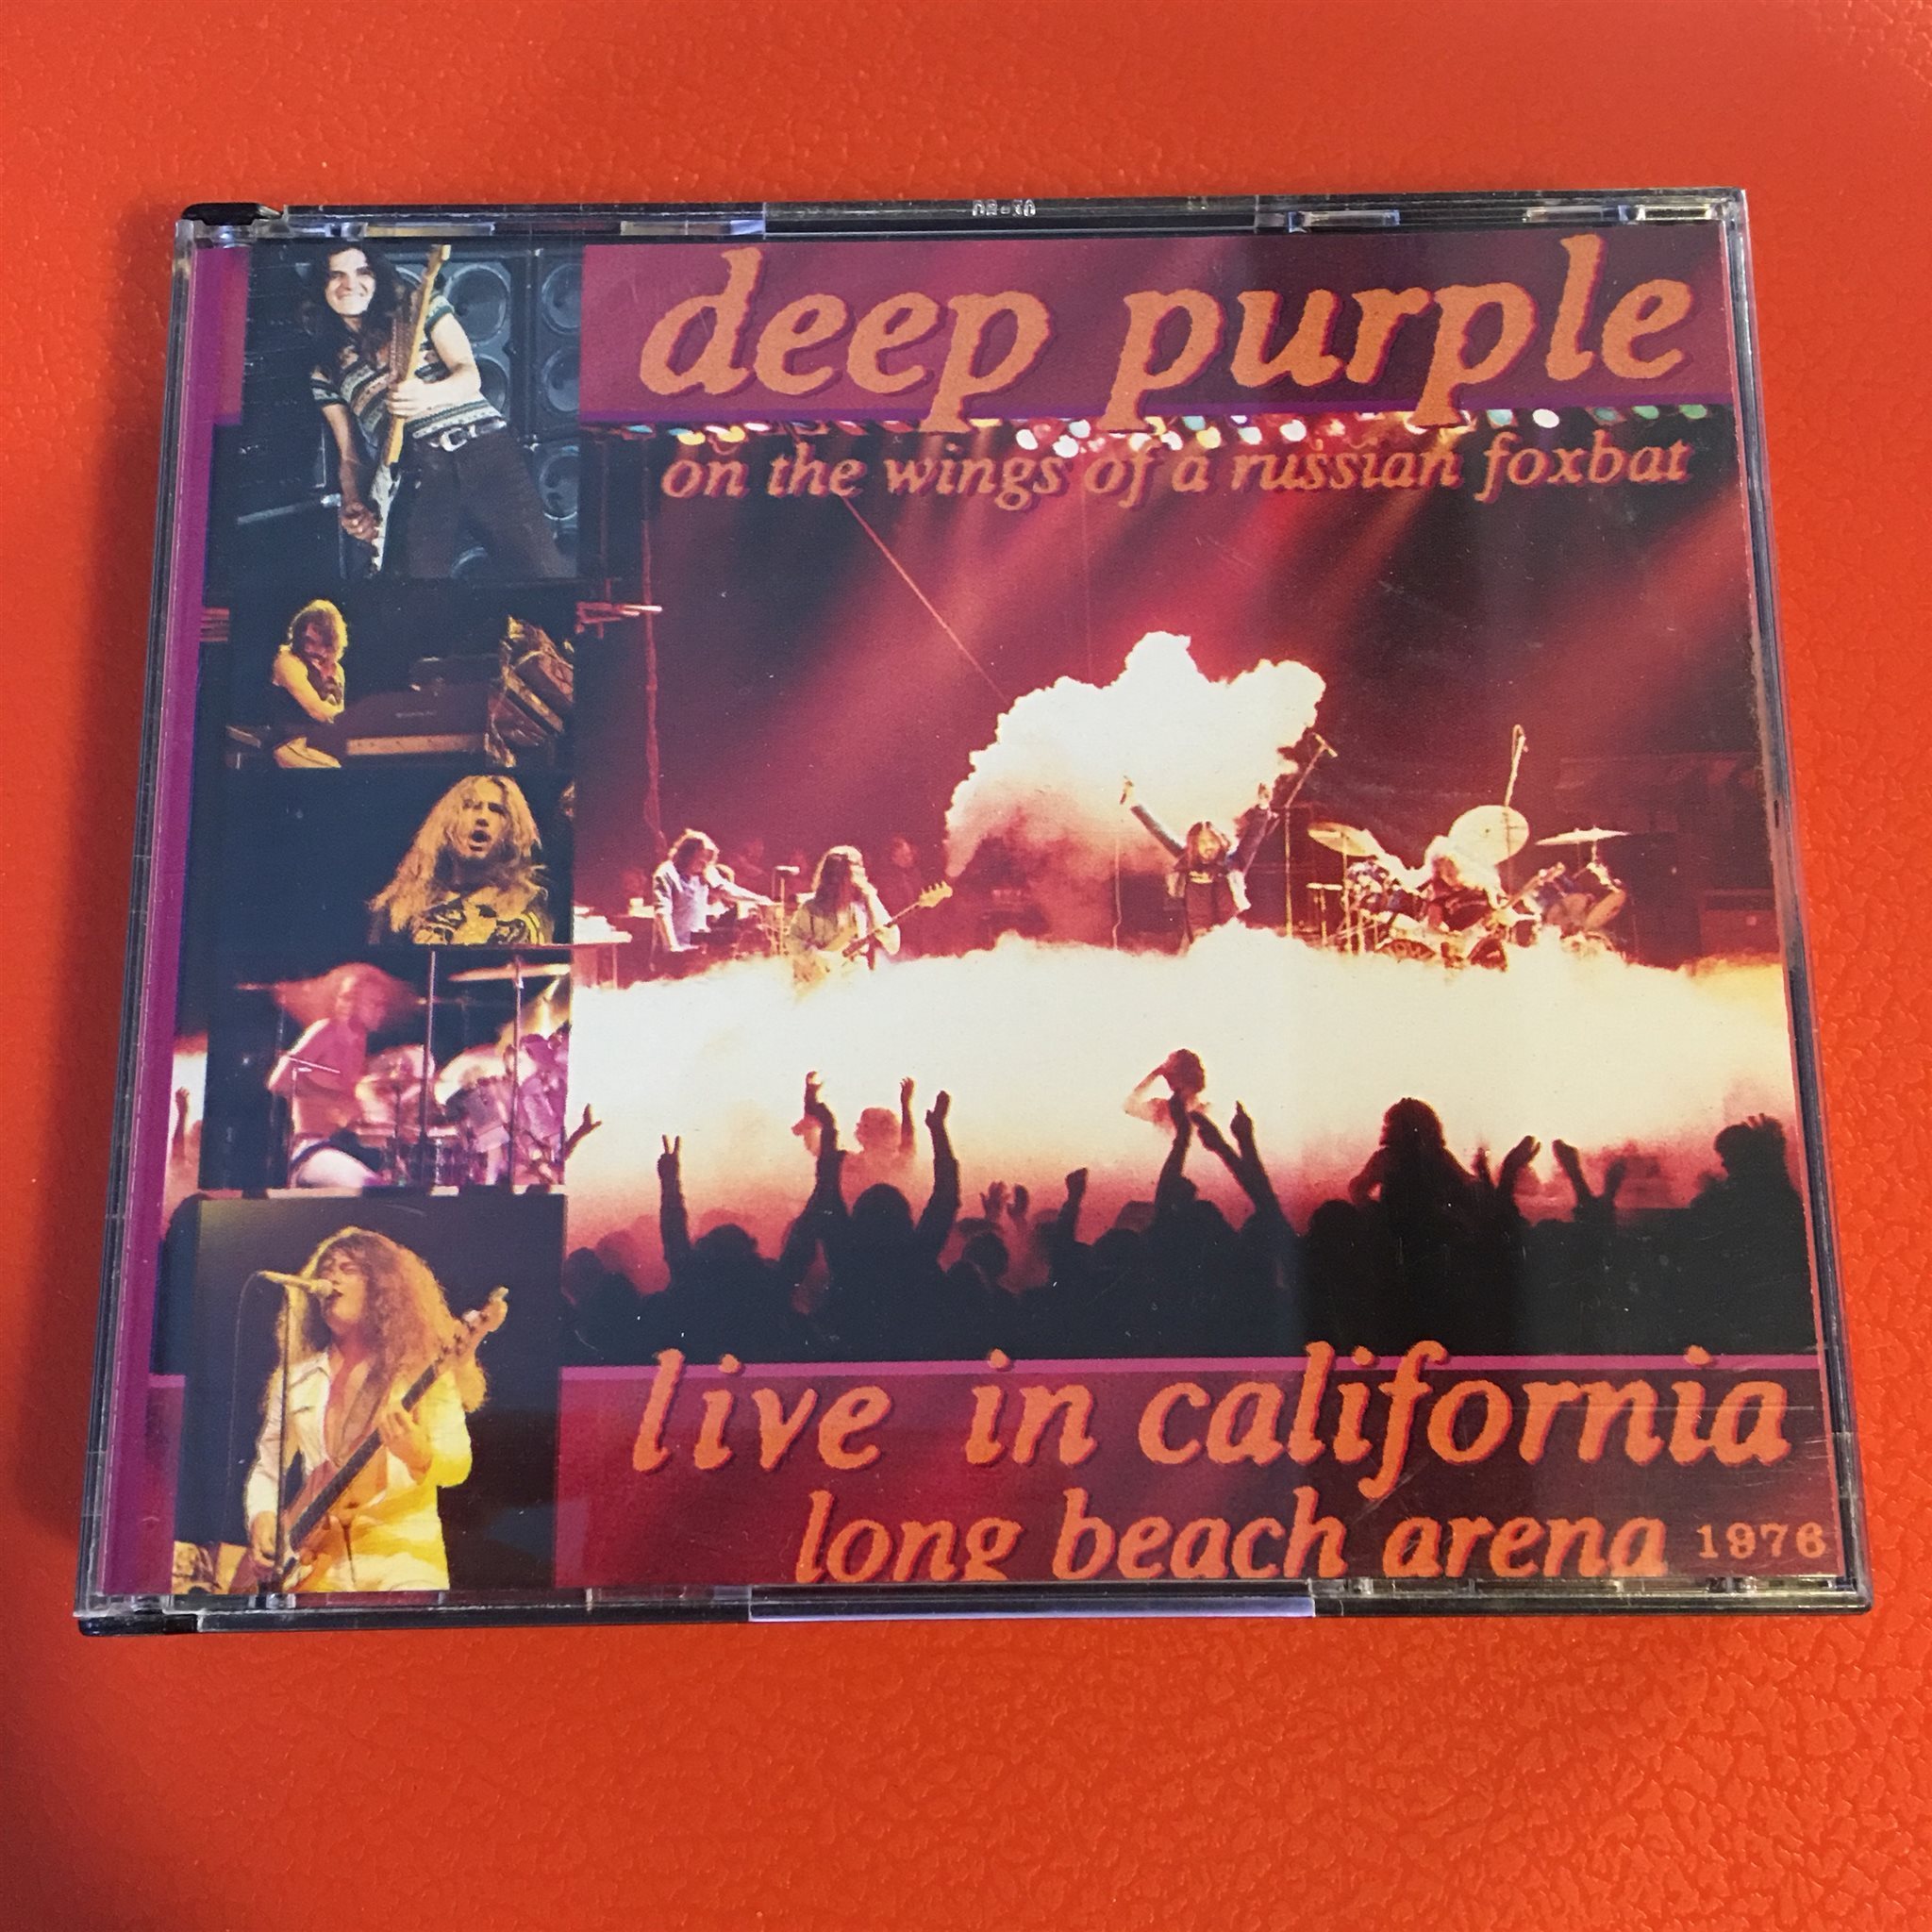 deep purple
on the wings of a russian foxbat
live in california
long beach arena 1976